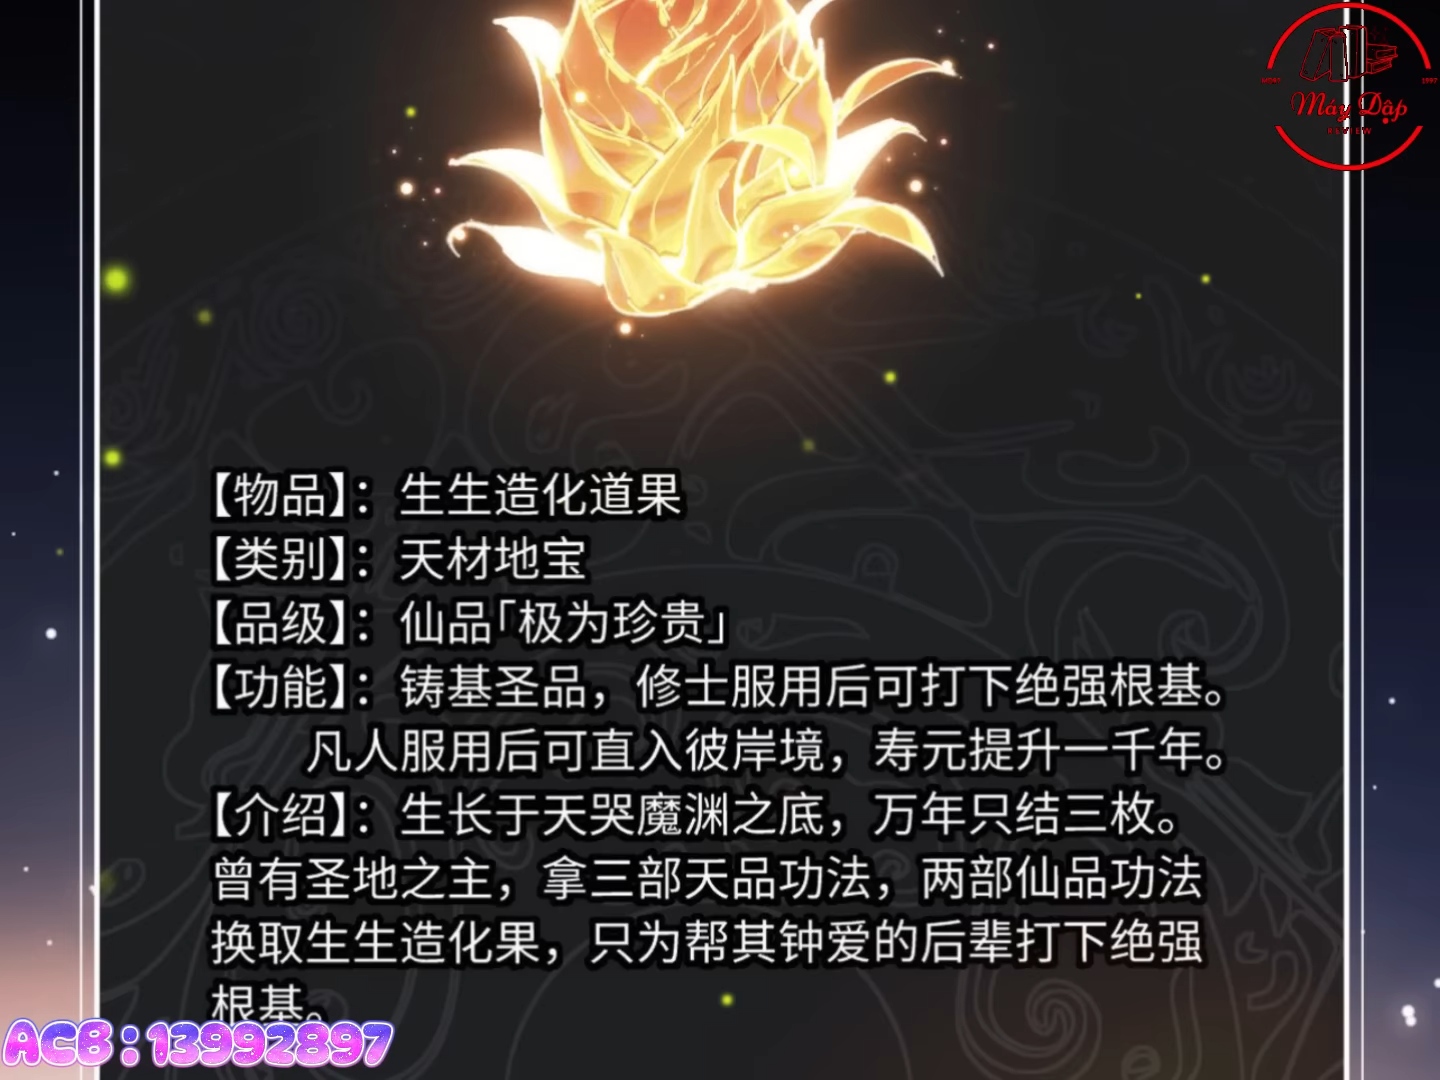 Máy Dập
REVIEW
【物品】：生生造化道果
【类别】：天材地宝
【品级】：仙品「极为珍贵」
【功能】：铸基圣品，修士服用后可打下绝强根基。
凡人服用后可直入彼岸境，寿元提升一千年。
【介绍】：生长于天哭魔渊之底，万年只结三枚。
曾有圣地之主，拿三部天品功法，两部仙品功法
换取生生造化果，只为帮其钟爱的后辈打下绝强
根基。
ACB:13992897